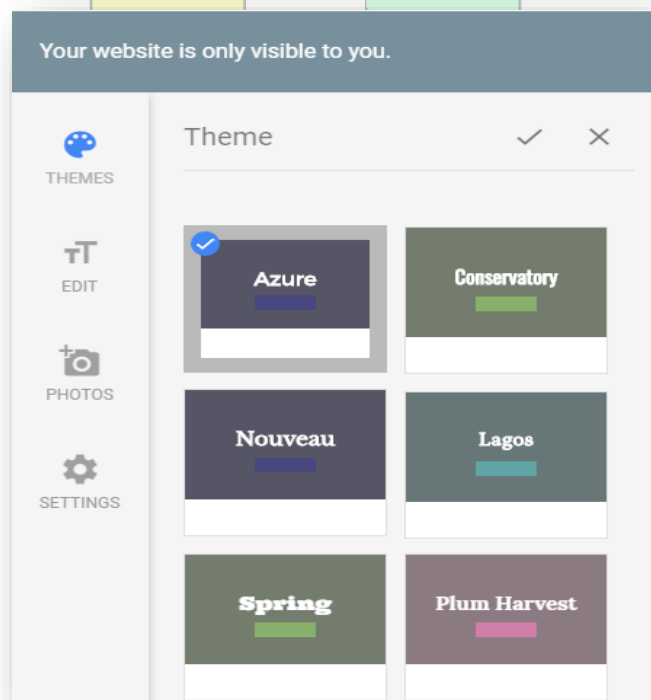 Your website is only visible to you.
THEMES
EDIT
PHOTOS
SETTINGS
Theme
Azure
Conservatory
Nouveau
Lagos
Spring
Plum Harvest